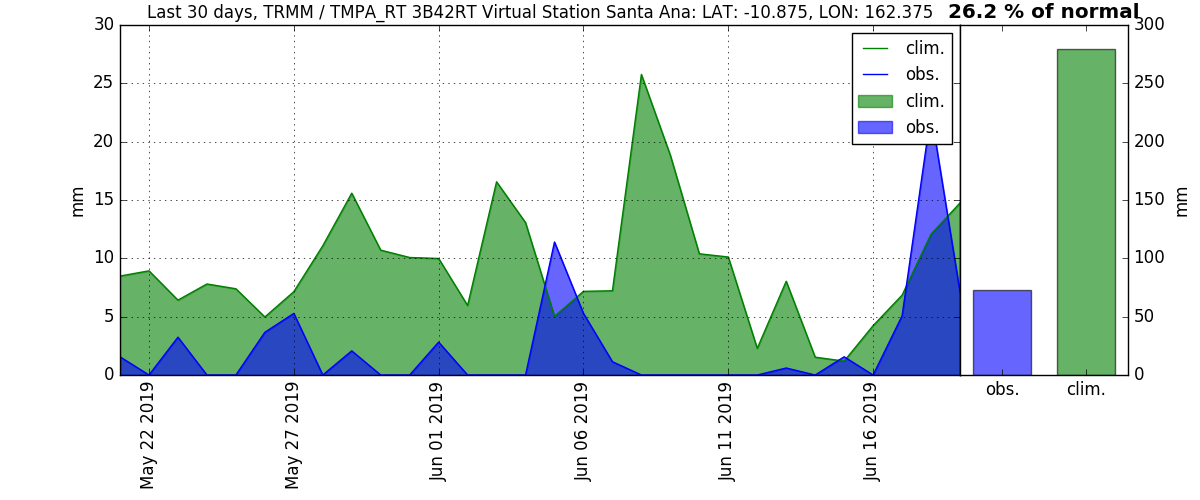 Last 30 days, TRMM / TMPA_RT 3B42RT Virtual Station Santa Ana: LAT: -10.875, LON: 162.375
26.2 % of normal
30
25
20
15
10
5
0
mm
clim.
obs.
clim.
obs.
300
250
200
150
100
50
0
mm
May 22 2019
May 27 2019
Jun 01 2019
Jun 06 2019
Jun 11 2019
Jun 16 2019
obs.
clim.